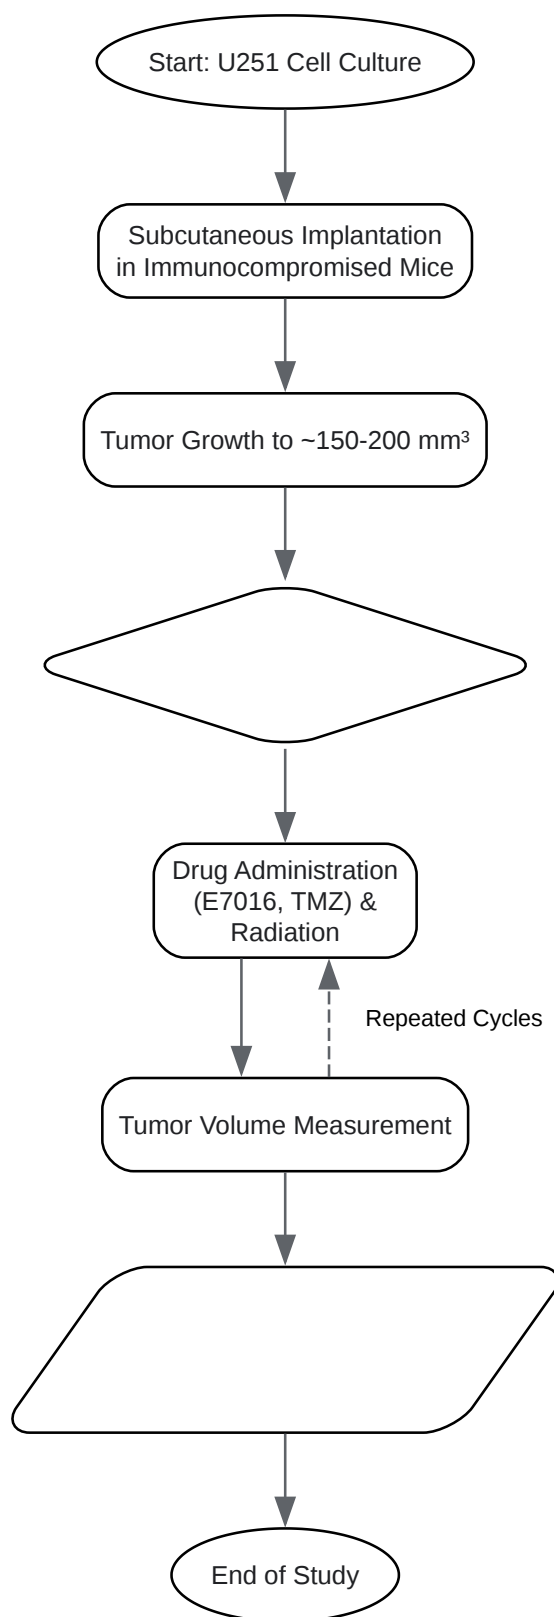 Start: U251 Cell Culture
Subcutaneous Implantation
in Immunocompromised Mice
Tumor Growth to ~150-200 mm³
Drug Administration
(E7016, TMZ) &
Radiation
Repeated Cycles
Tumor Volume Measurement
End of Study